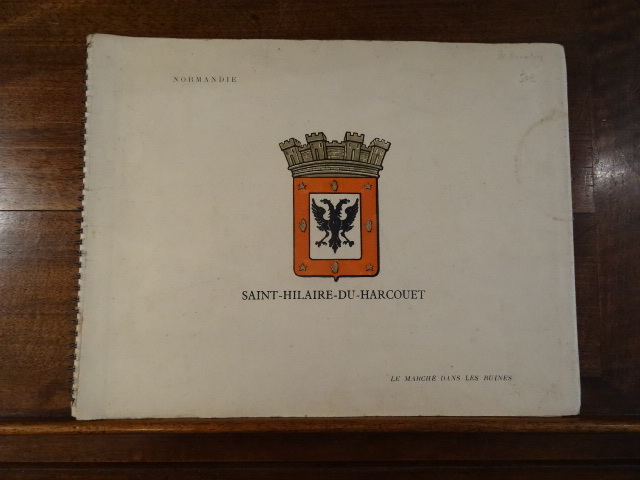 NORMANDIE
SAINT-HILAIRE-DU-HARCOUET
LE MARCHÉ DANS LES RUINES